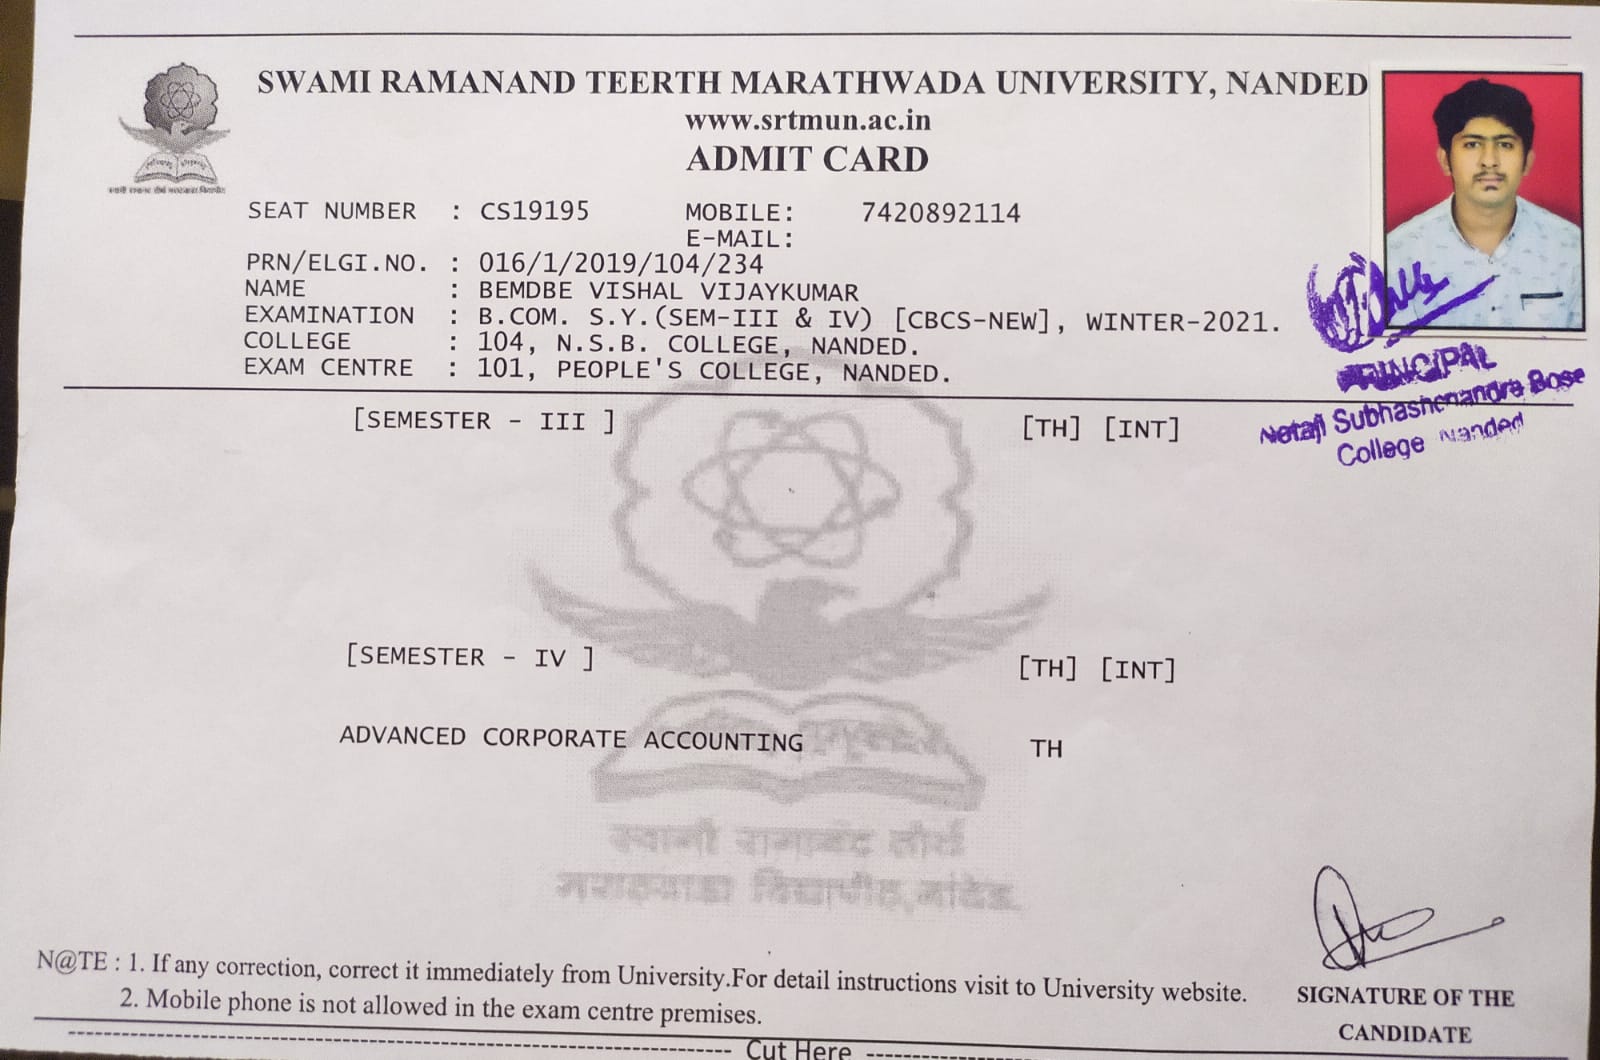 SWAMI RAMANAND TEERTH MARATHWADA UNIVERSITY, NANDED
www.srtmun.ac.in
ADMIT CARD
SEAT NUMBER : CS19195 MOBILE: 7420892114
E-MAIL:
PRN/ELGI.NO. : 016/1/2019/104/234
NAME : BEMDBE VISHAL VIJAYKUMAR
EXAMINATION : B.COM. S.Y.(SEM-III & IV) [CBCS-NEW], WINTER-2021.
COLLEGE : 104, N.S.B. COLLEGE, NANDED.
EXAM CENTRE : 101, PEOPLE'S COLLEGE, NANDED.
PRINCIPAL
Netaji Subhashchandra Bose
College Nanded
[SEMESTER - III ] [TH] [INT]
[SEMESTER - IV ] [TH] [INT]
ADVANCED CORPORATE ACCOUNTING TH
स्वामी रामानंद तीर्थ
मराठवाडा विद्यापीठ,नांदेड.
N@TE : 1. If any correction, correct it immediately from University.For detail instructions visit to University website.
2. Mobile phone is not allowed in the exam centre premises.
SIGNATURE OF THE
CANDIDATE
Cut Here